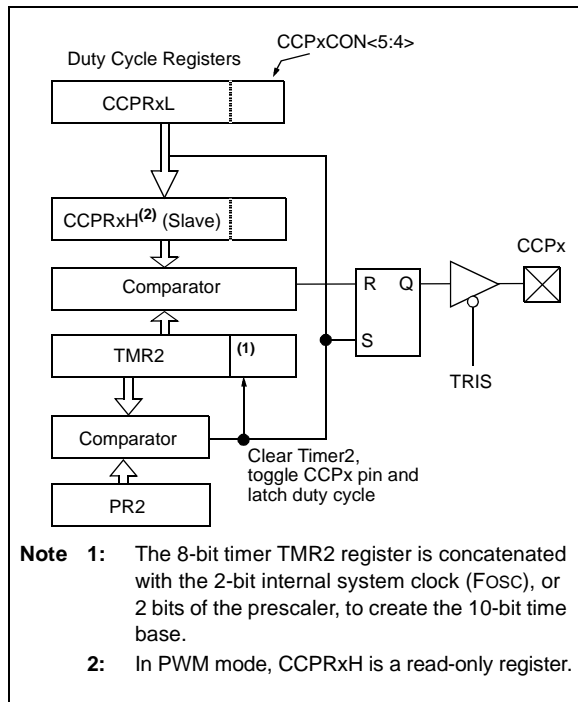 CCPxCON<5:4>
Duty Cycle Registers
CCPRxL
CCPRxH(2) (Slave)
CCPx
Comparator
R Q
(1)
TMR2
S
TRIS
Comparator
Clear Timer2,
toggle CCPx pin and
latch duty cycle
PR2
Note 1: The 8-bit timer TMR2 register is concatenated
with the 2-bit internal system clock (FOSC), or
2 bits of the prescaler, to create the 10-bit time
base.
2: In PWM mode, CCPRxH is a read-only register.